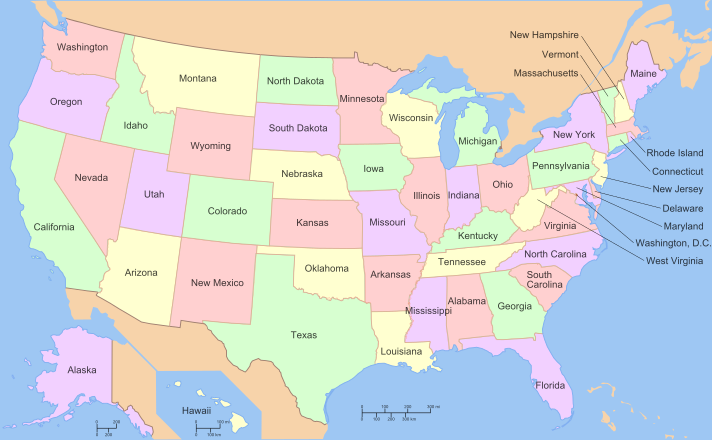 New Hampshire
Vermont
Massachusetts
Washington
Montana
North Dakota
Minnesota
Maine
Oregon
Idaho
Wyoming
South Dakota
Wisconsin
Michigan
New York
Rhode Island
Connecticut
New Jersey
Delaware
Maryland
Washington, D.C.
West Virginia
Nevada
Utah
Colorado
Nebraska
Iowa
Illinois
Indiana
Ohio
Pennsylvania
California
Kansas
Missouri
Kentucky
Virginia
Arizona
New Mexico
Oklahoma
Arkansas
Tennessee
North Carolina
South
Carolina
Texas
Louisiana
Mississippi
Alabama
Georgia
Florida
Alaska
Hawaii